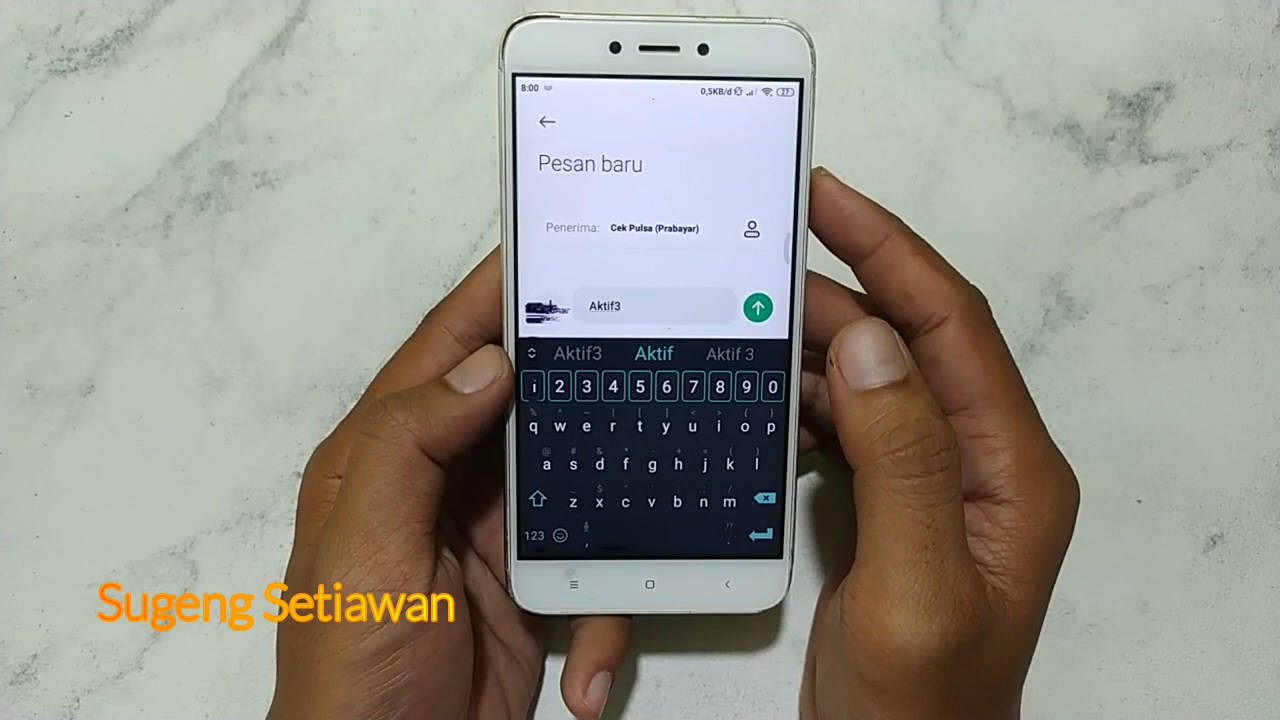 8:00 0,5KB/d 27
Pesan baru
Penerima: Cek Pulsa (Prabayar)
Aktif3
Aktif3 Aktif Aktif 3
i 2 3 4 5 6 7 8 9 0
q w e r t y u i o p
a s d f g h j k l
z x c v b n m
123
Sugeng Setiawan